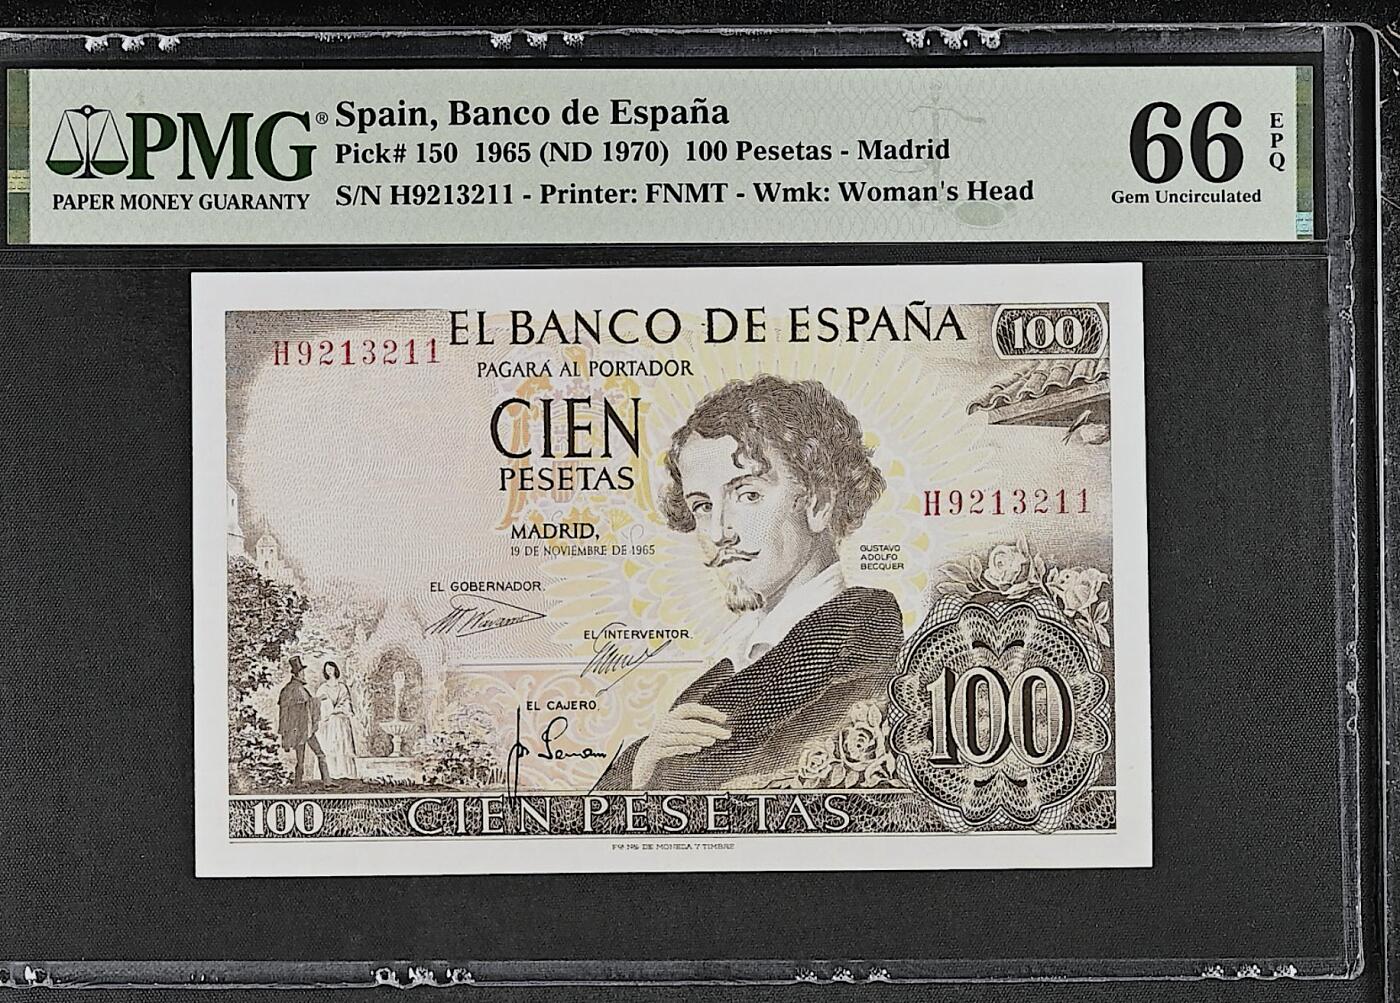 PMG®
PAPER MONEY GUARANTY
Spain, Banco de España
Pick# 150 1965 (ND 1970) 100 Pesetas - Madrid
S/N H9213211 - Printer: FNMT - Wmk: Woman's Head
66 EPQ
Gem Uncirculated
EL BANCO DE ESPAÑA
100
H9213211
PAGARÁ AL PORTADOR
CIEN
PESETAS
H9213211
MADRID,
19 DE NOVIEMBRE DE 1965
GUSTAVO
ADOLFO
BECQUER
EL GOBERNADOR.
EL INTERVENTOR.
EL CAJERO.
100
100 CIEN PESETAS
DE MONEDA Y TIMBRE